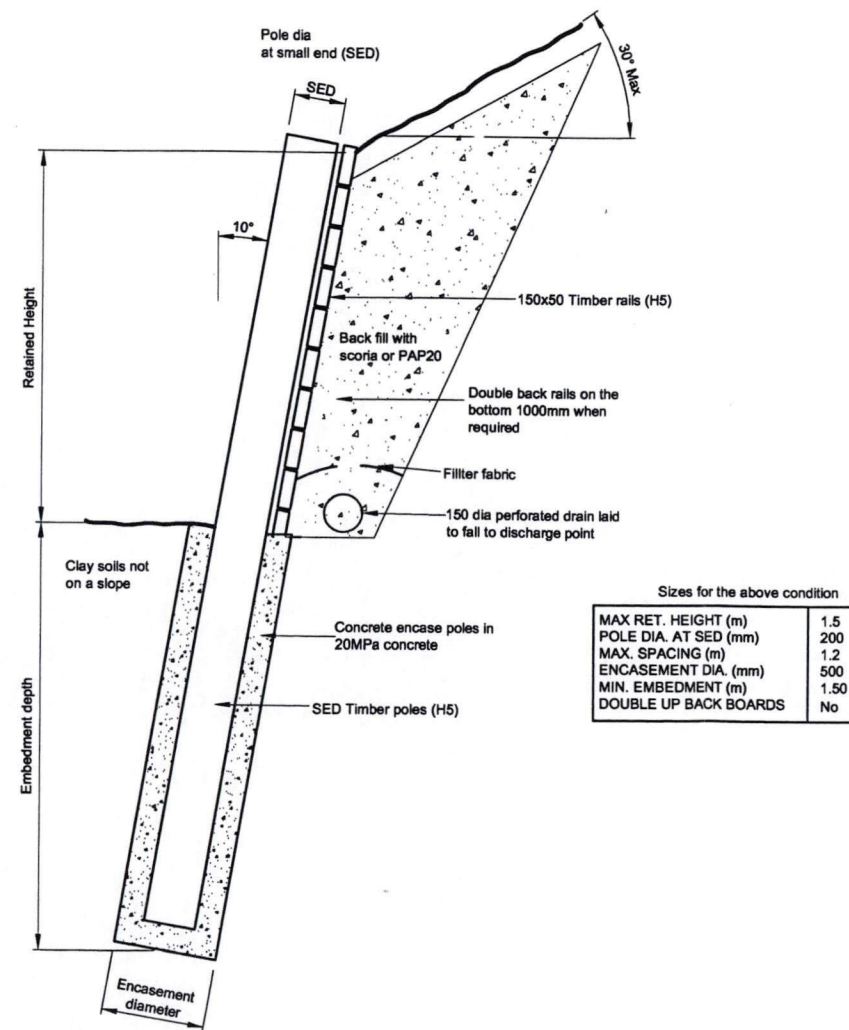 Pole dia
at small end (SED)
SED
30° Max
10°
Retained Height
150x50 Timber rails (H5)
Back fill with
scoria or PAP20
Double back rails on the
bottom 1000mm when
required
Fillter fabric
150 dia perforated drain laid
to fall to discharge point
Clay soils not
on a slope
Concrete encase poles in
20MPa concrete
SED Timber poles (H5)
Embedment depth
Encasement
diameter
Sizes for the above condition
MAX RET. HEIGHT (m) 1.5
POLE DIA. AT SED (mm) 200
MAX. SPACING (m) 1.2
ENCASEMENT DIA. (mm) 500
MIN. EMBEDMENT (m) 1.50
DOUBLE UP BACK BOARDS No